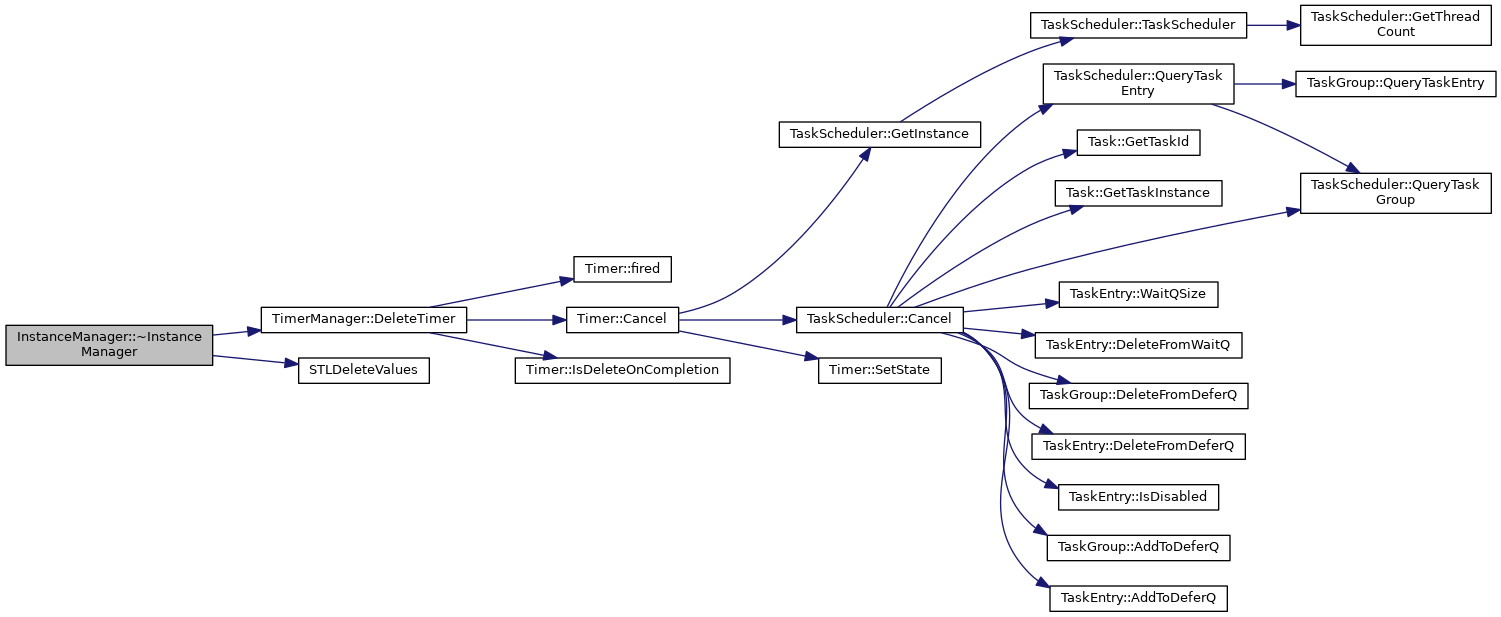 InstanceManager::~Instance
Manager
TimerManager::DeleteTimer
STLDeleteValues
Timer::fired
Timer::Cancel
Timer::IsDeleteOnCompletion
TaskScheduler::GetInstance
TaskScheduler::Cancel
Timer::SetState
TaskScheduler::TaskScheduler
TaskScheduler::QueryTask
Entry
Task::GetTaskId
Task::GetTaskInstance
TaskEntry::WaitQSize
TaskEntry::DeleteFromWaitQ
TaskGroup::DeleteFromDeferQ
TaskEntry::DeleteFromDeferQ
TaskEntry::IsDisabled
TaskGroup::AddToDeferQ
TaskEntry::AddToDeferQ
TaskScheduler::GetThread
Count
TaskGroup::QueryTaskEntry
TaskScheduler::QueryTask
Group